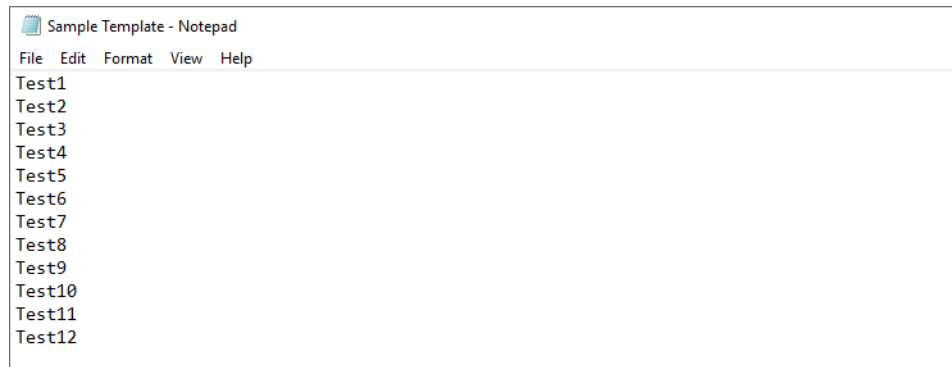 Sample Template - Notepad
File Edit Format View Help
Test1
Test2
Test3
Test4
Test5
Test6
Test7
Test8
Test9
Test10
Test11
Test12